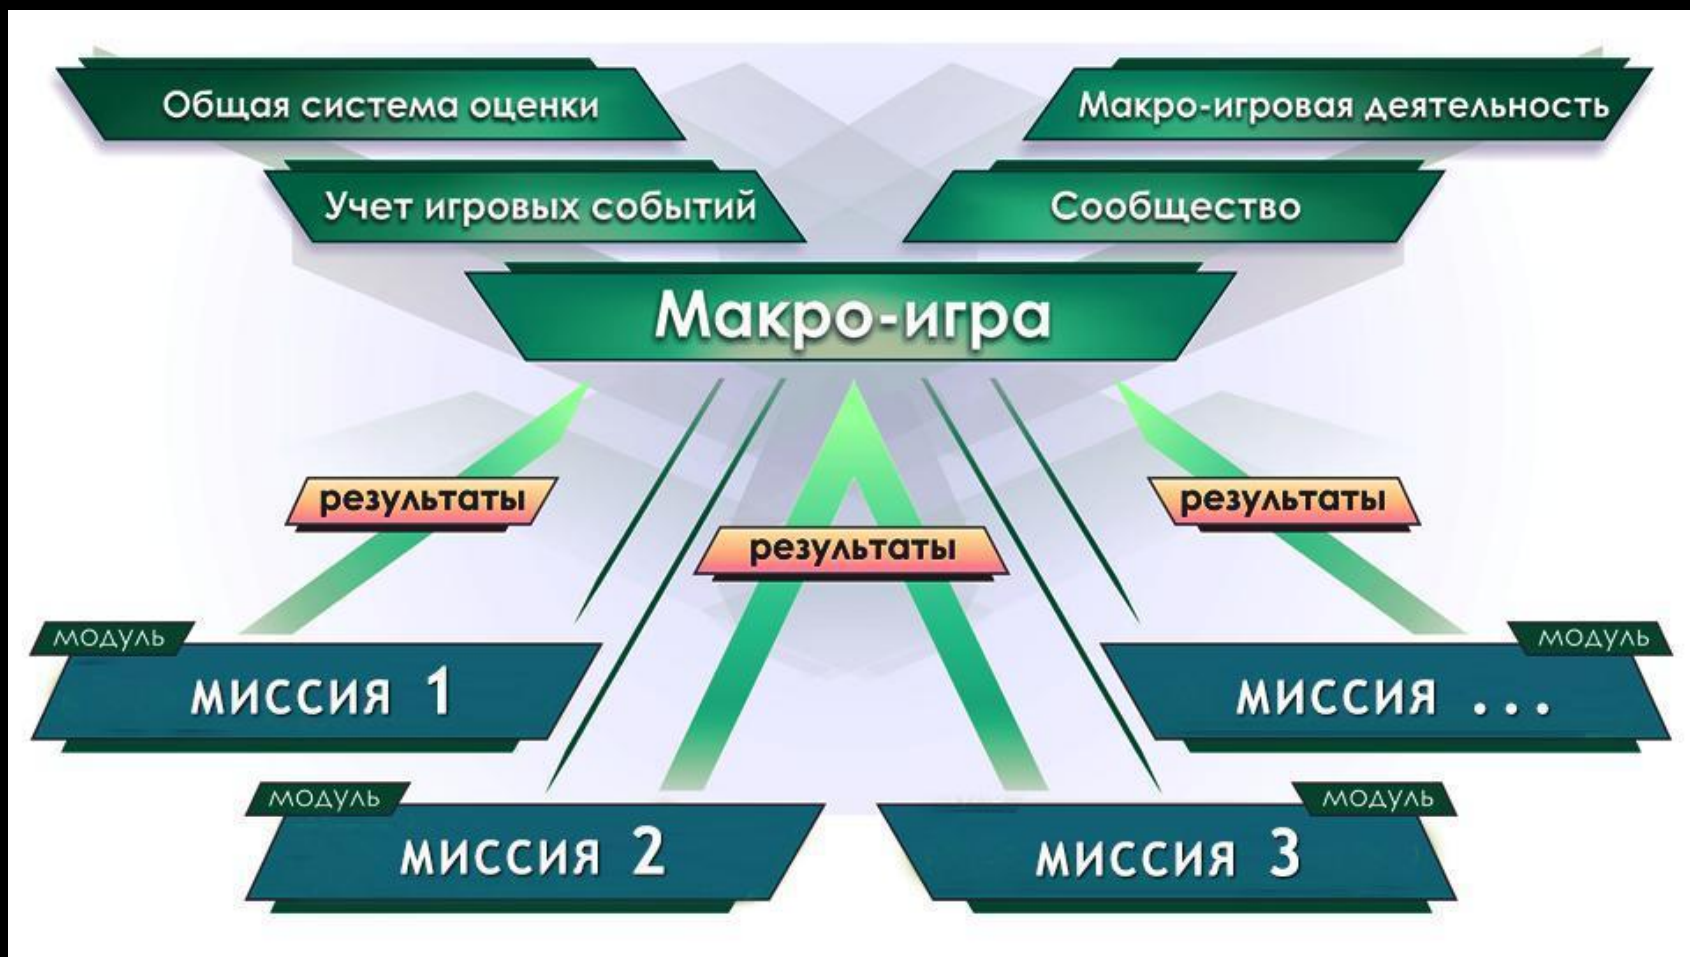 Общая система оценки
Макро-игровая деятельность
Учет игровых событий
Сообщество
Макро-игра
результаты
результаты
результаты
модуль
миссия 1
модуль
миссия ...
модуль
миссия 2
модуль
миссия 3